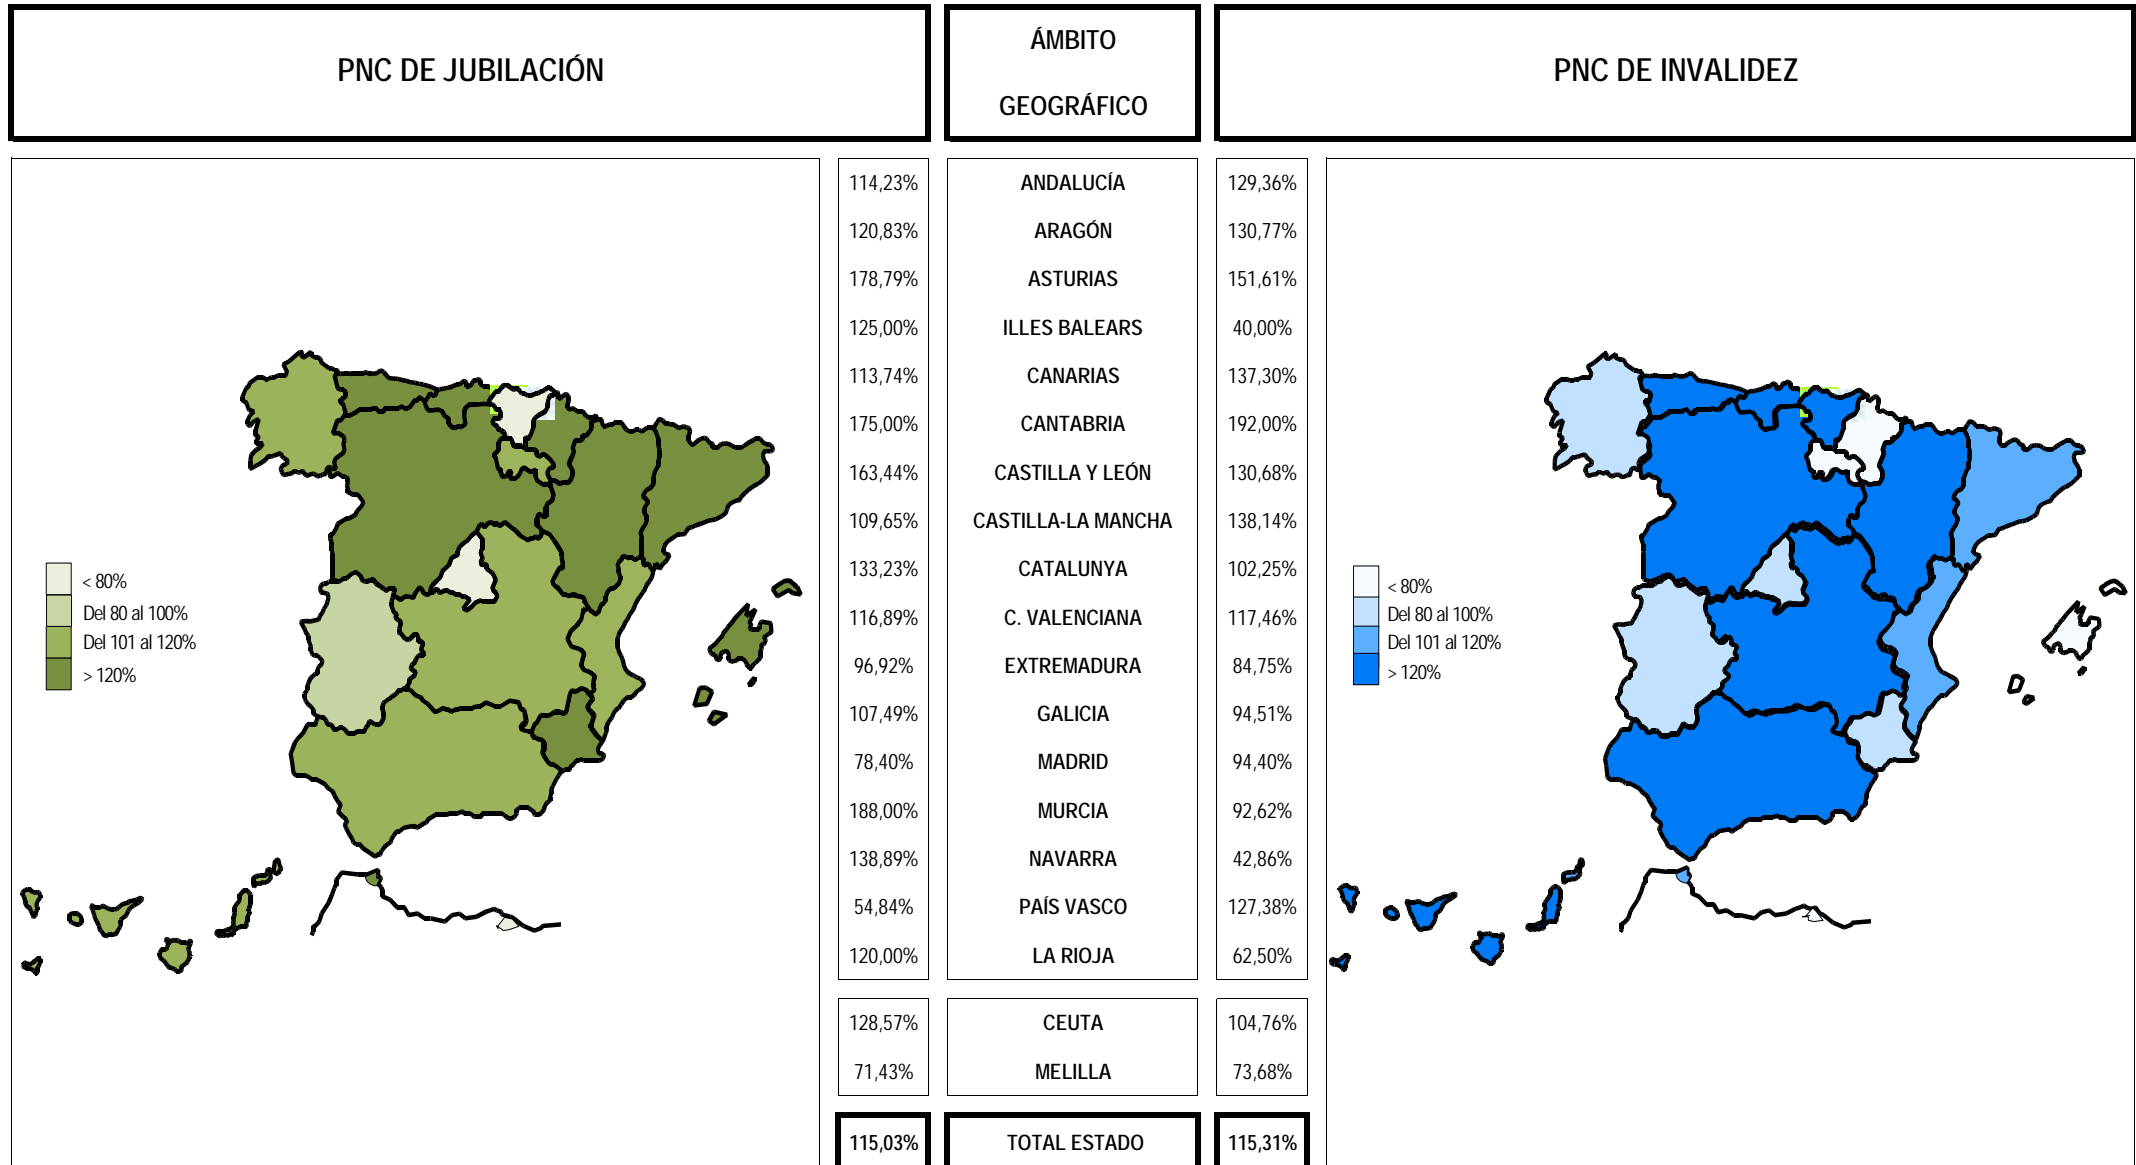 PNC DE JUBILACIÓN
ÁMBITO
GEOGRÁFICO
PNC DE INVALIDEZ
114,23% ANDALUCÍA 129,36%
120,83% ARAGÓN 130,77%
178,79% ASTURIAS 151,61%
125,00% ILLES BALEARS 40,00%
113,74% CANARIAS 137,30%
175,00% CANTABRIA 192,00%
163,44% CASTILLA Y LEÓN 130,68%
109,65% CASTILLA-LA MANCHA 138,14%
133,23% CATALUNYA 102,25%
116,89% C. VALENCIANA 117,46%
96,92% EXTREMADURA 84,75%
107,49% GALICIA 94,51%
78,40% MADRID 94,40%
188,00% MURCIA 92,62%
138,89% NAVARRA 42,86%
54,84% PAÍS VASCO 127,38%
120,00% LA RIOJA 62,50%
128,57% CEUTA 104,76%
71,43% MELILLA 73,68%
115,03% TOTAL ESTADO 115,31%
< 80%
Del 80 al 100%
Del 101 al 120%
> 120%
< 80%
Del 80 al 100%
Del 101 al 120%
> 120%